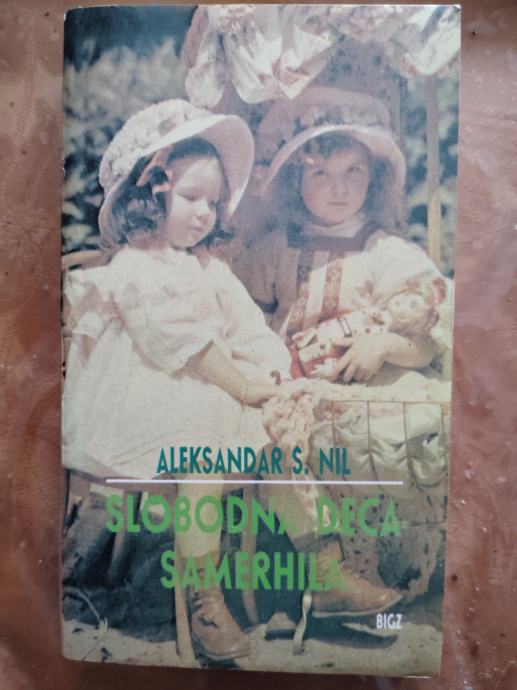 ALEKSANDAR S. NIL
SLOBODNA DECA
SAMERHILA
BIGZ